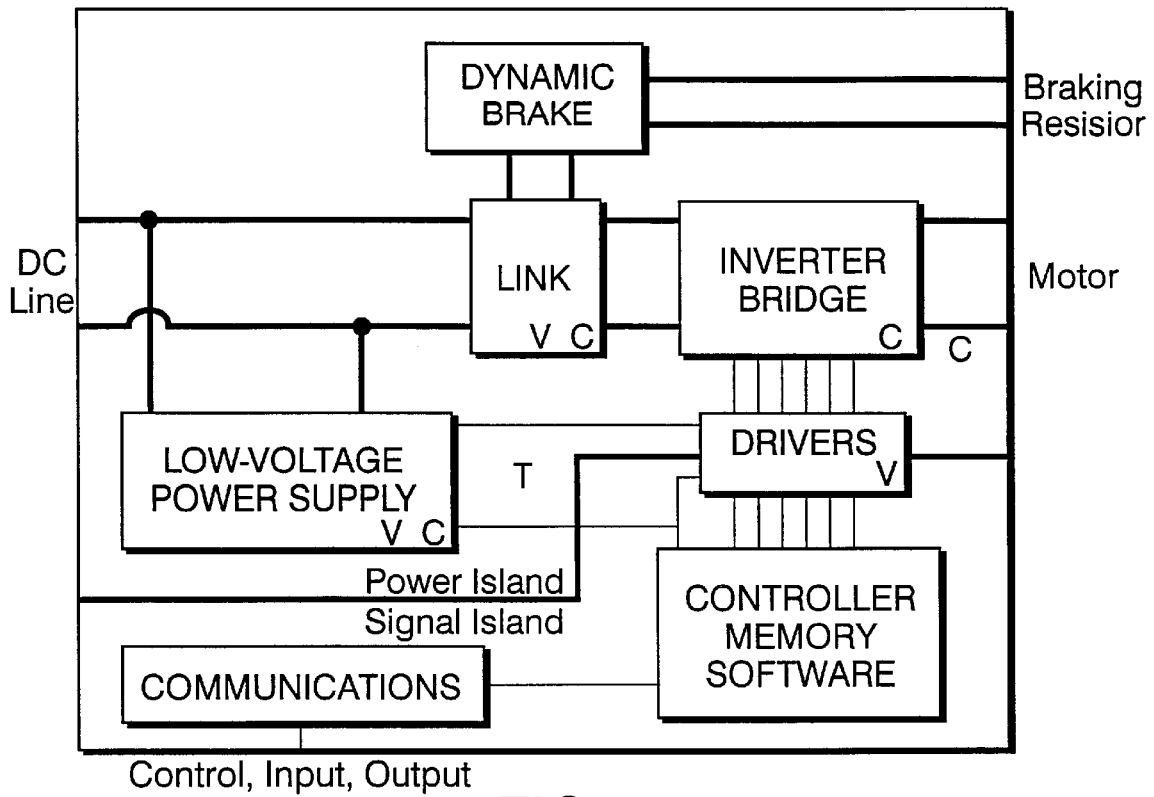 DYNAMIC
BRAKE
Braking
Resisior
DC
Line
LINK
V C
INVERTER
BRIDGE
C
C
Motor
LOW-VOLTAGE
POWER SUPPLY
V C
T
DRIVERS
V
Power Island
Signal Island
CONTROLLER
MEMORY
SOFTWARE
COMMUNICATIONS
Control, Input, Output